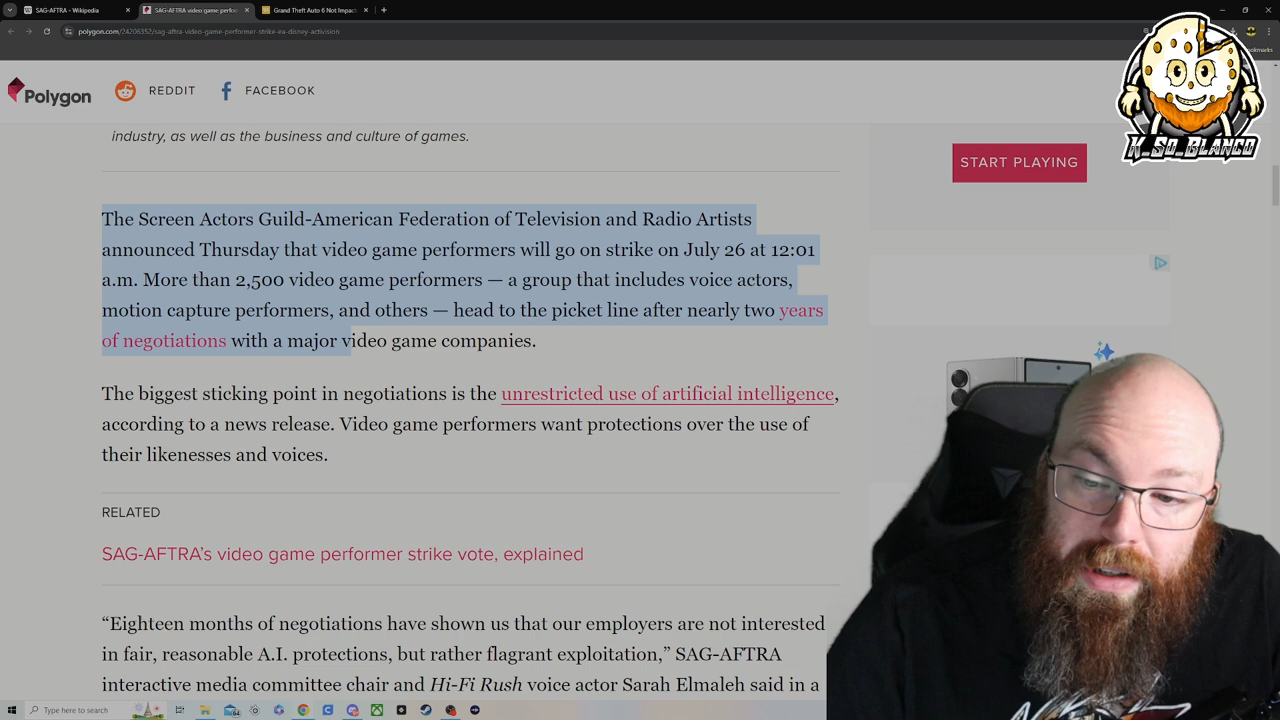 SAG-AFTRA - Wikipedia
SAG-AFTRA video game perfor
Grand Theft Auto 6 Not Impac
polygon.com/24206352/sag-aftra-video-game-performer-strike-ea-disney-activision
Polygon
REDDIT
FACEBOOK
K_So_Blanco
industry, as well as the business and culture of games.
START PLAYING
The Screen Actors Guild-American Federation of Television and Radio Artists
announced Thursday that video game performers will go on strike on July 26 at 12:01
a.m. More than 2,500 video game performers — a group that includes voice actors,
motion capture performers, and others — head to the picket line after nearly two years
of negotiations with a major video game companies.
The biggest sticking point in negotiations is the unrestricted use of artificial intelligence,
according to a news release. Video game performers want protections over the use of
their likenesses and voices.
RELATED
SAG-AFTRA's video game performer strike vote, explained
“Eighteen months of negotiations have shown us that our employers are not interested
in fair, reasonable A.I. protections, but rather flagrant exploitation,” SAG-AFTRA
interactive media committee chair and Hi-Fi Rush voice actor Sarah Elmaleh said in a
Type here to search